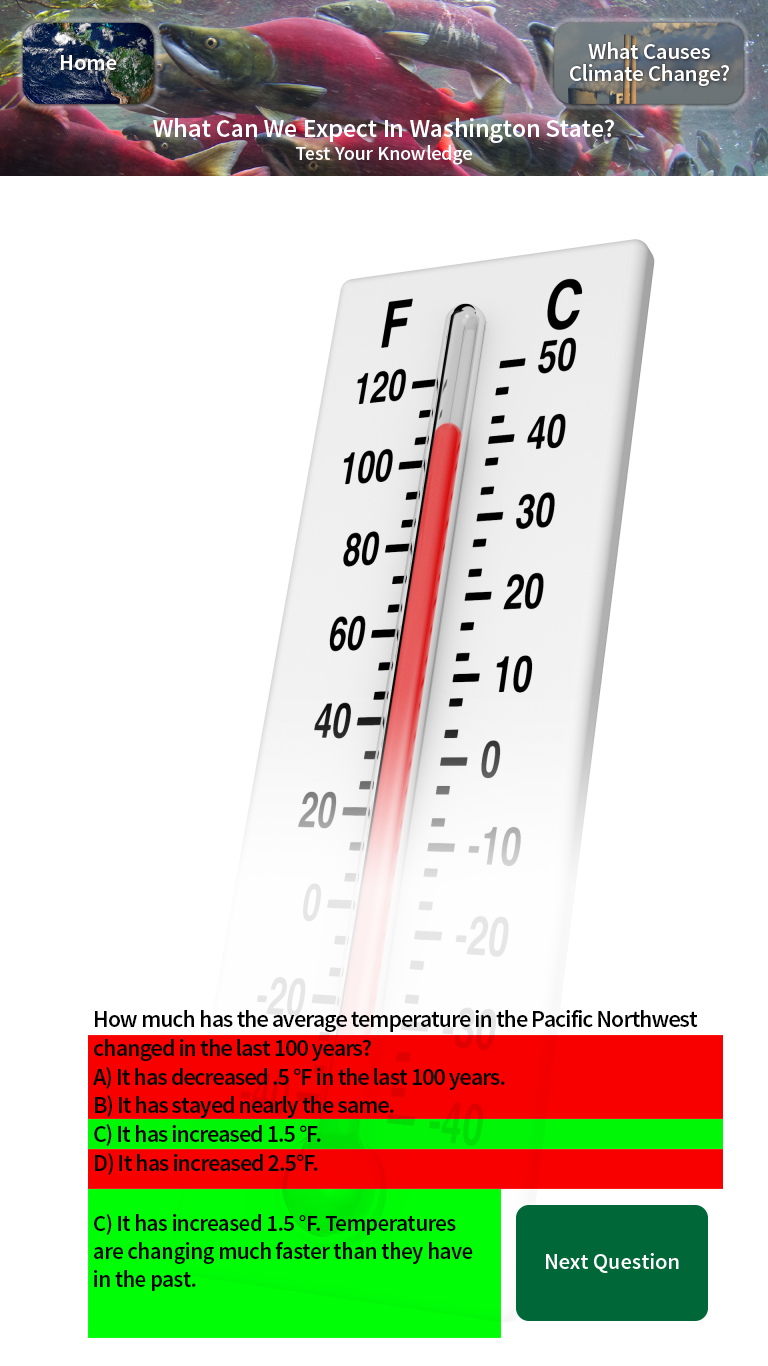 Home
What Causes
Climate Change?
What Can We Expect In Washington State?
Test Your Knowledge
F
C
120
100
80
60
40
20
0
-20
-40
50
40
30
20
10
0
-10
-20
-30
-40
How much has the average temperature in the Pacific Northwest
changed in the last 100 years?
A) It has decreased .5 °F in the last 100 years.
B) It has stayed nearly the same.
C) It has increased 1.5 °F.
D) It has increased 2.5°F.
C) It has increased 1.5 °F. Temperatures
are changing much faster than they have
in the past.
Next Question